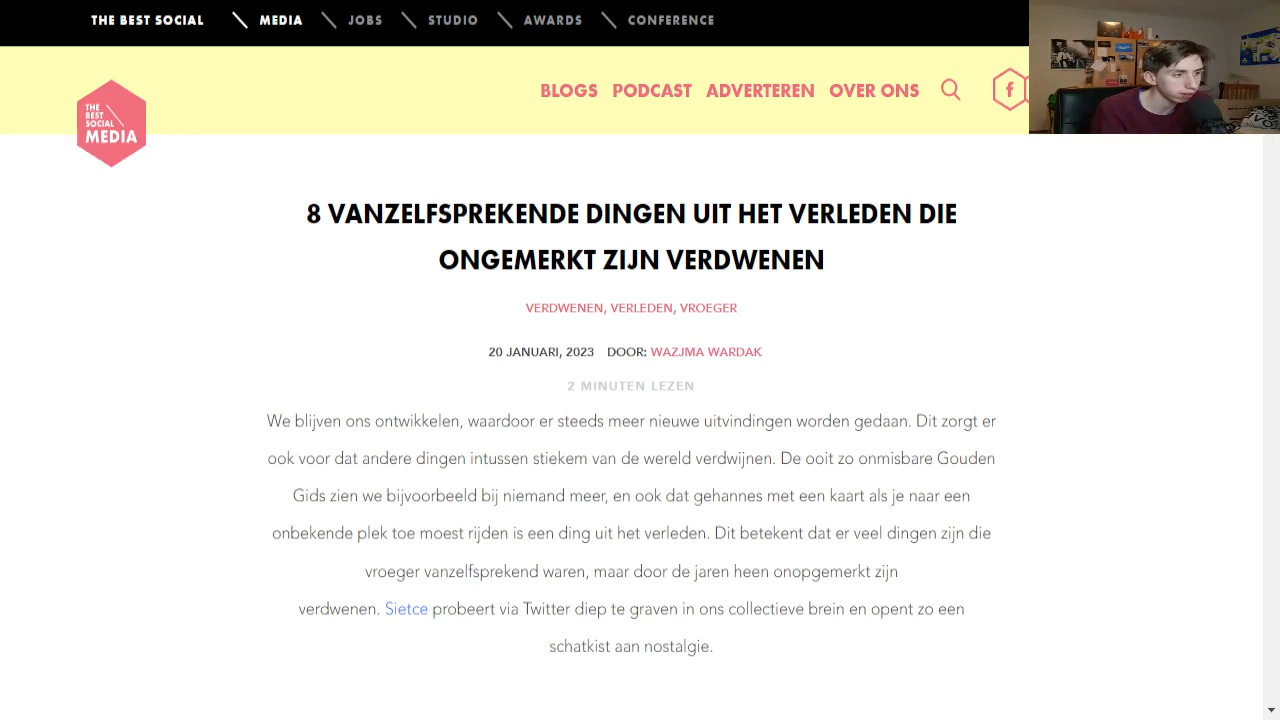 THE BEST SOCIAL \ MEDIA \ JOBS \ STUDIO \ AWARDS \ CONFERENCE
BLOGS PODCAST ADVERTEREN OVER ONS
THE
BEST
SOCIAL
MEDIA
8 VANZELFSPREKENDE DINGEN UIT HET VERLEDEN DIE
ONGEMERKT ZIJN VERDWENEN
VERDWENEN, VERLEDEN, VROEGER
20 JANUARI, 2023 DOOR: WAZJMA WARDAK
2 MINUTEN LEZEN
We blijven ons ontwikkelen, waardoor er steeds meer nieuwe uitvindingen worden gedaan. Dit zorgt er
ook voor dat andere dingen intussen stiekem van de wereld verdwijnen. De ooit zo onmisbare Gouden
Gids zien we bijvoorbeeld bij niemand meer, en ook dat gehannes met een kaart als je naar een
onbekende plek toe moest rijden is een ding uit het verleden. Dit betekent dat er veel dingen zijn die
vroeger vanzelfsprekend waren, maar door de jaren heen onopgemerkt zijn
verdwenen. Sietce probeert via Twitter diep te graven in ons collectieve brein en opent zo een
schatkist aan nostalgie.